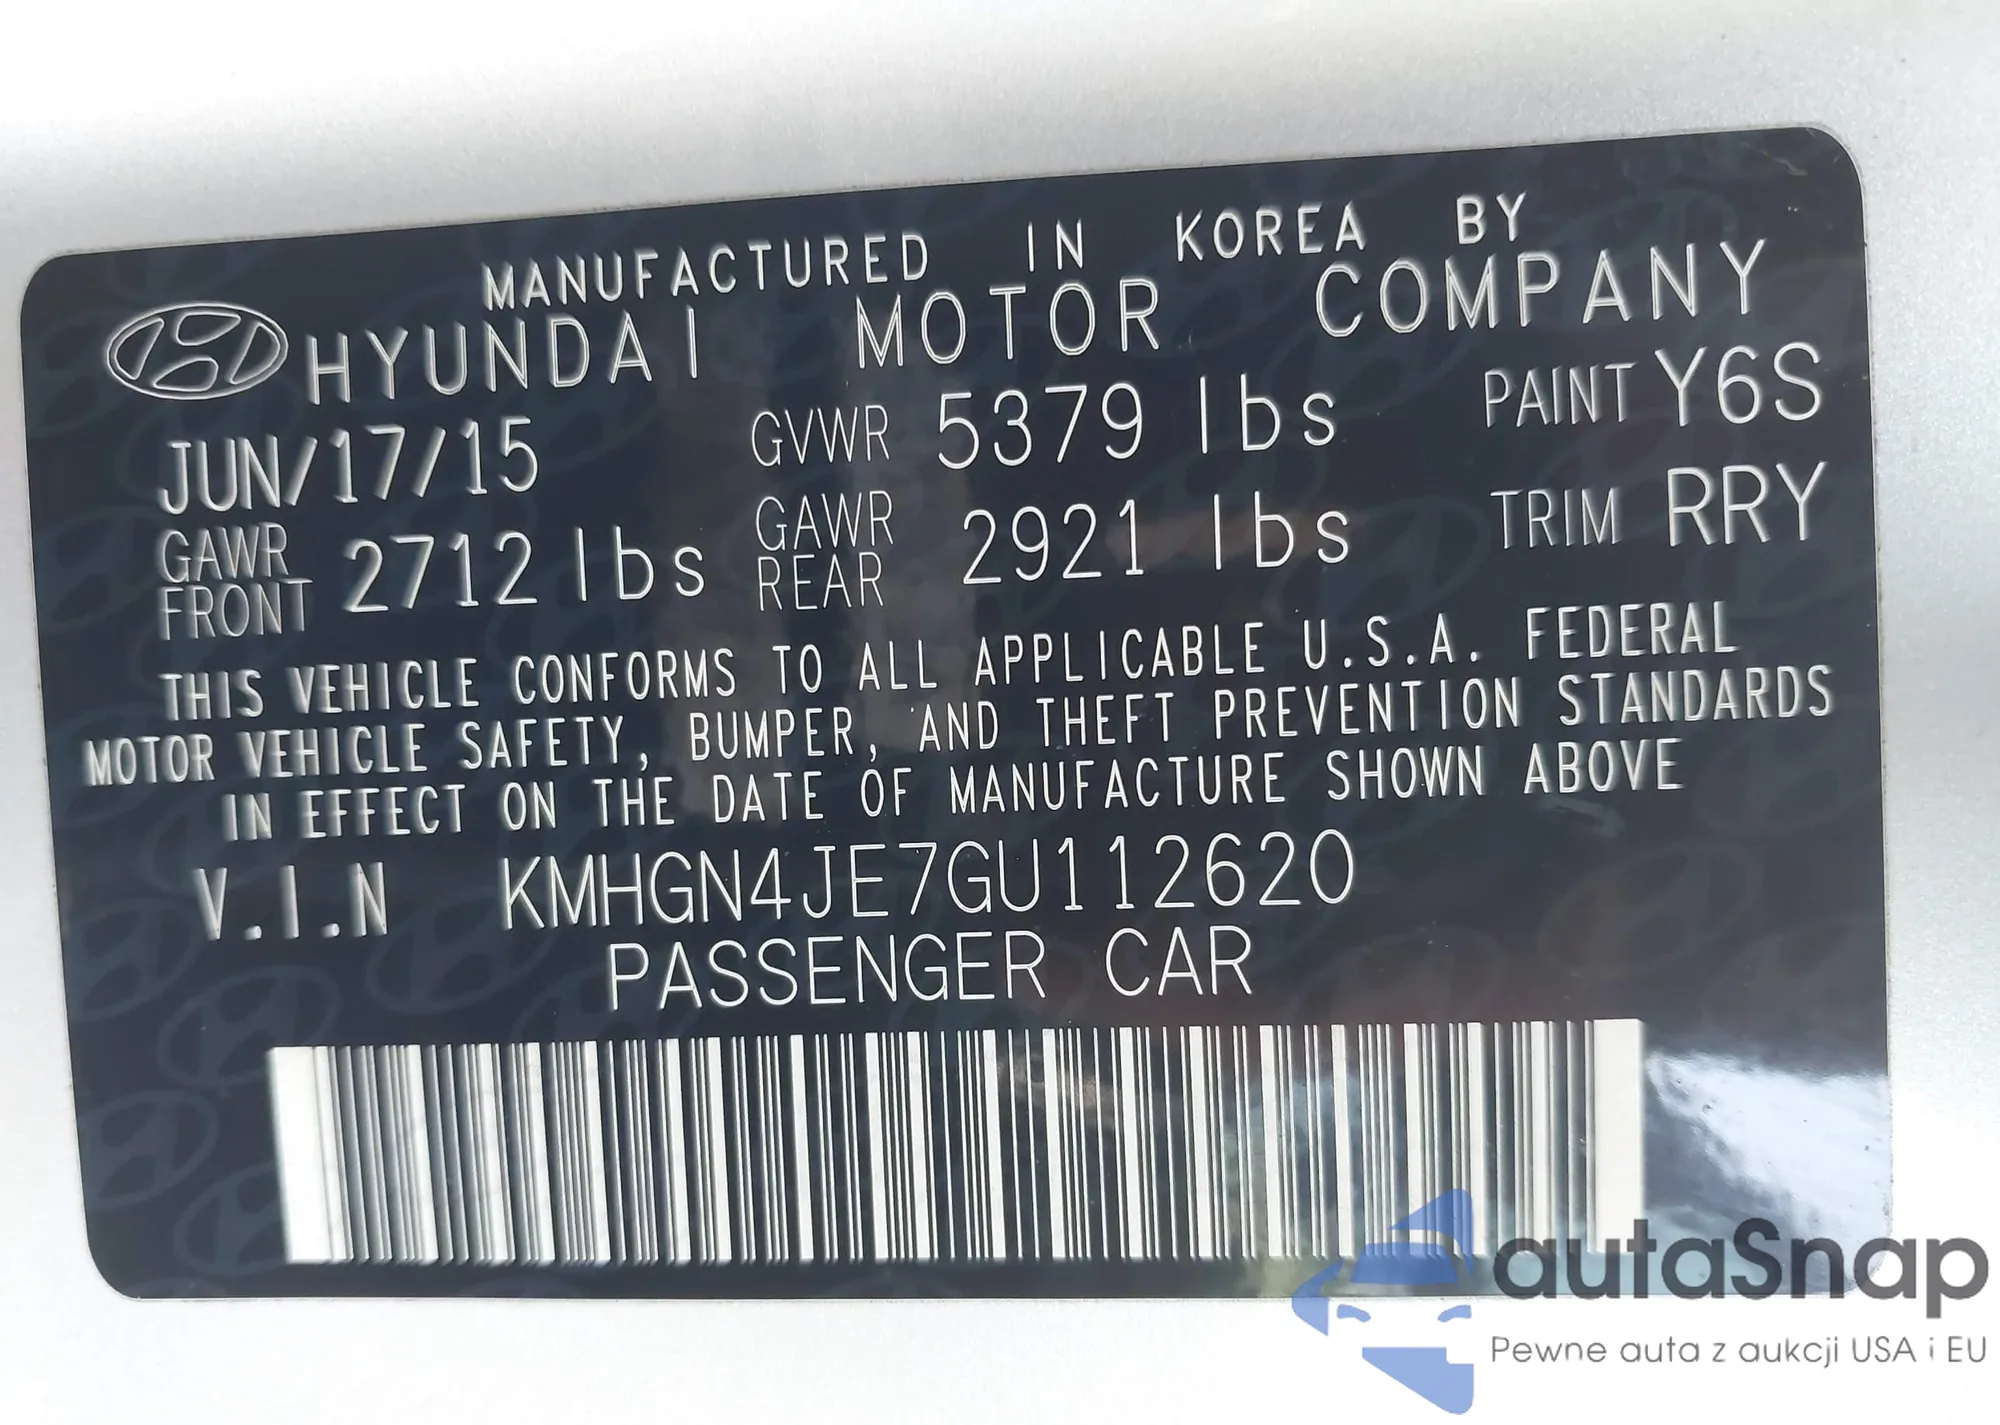 MANUFACTURED IN KOREA BY
HYUNDAI MOTOR COMPANY
JUN/17/15 GVWR 5379 lbs PAINT Y6S
GAWR FRONT 2712 lbs GAWR REAR 2921 lbs TRIM RRY
THIS VEHICLE CONFORMS TO ALL APPLICABLE U.S.A. FEDERAL
MOTOR VEHICLE SAFETY, BUMPER, AND THEFT PREVENTION STANDARDS
IN EFFECT ON THE DATE OF MANUFACTURE SHOWN ABOVE
V.I.N KMHGN4JE7GU112620
PASSENGER CAR
autaSnap
Pewne auta z aukcji USA i EU